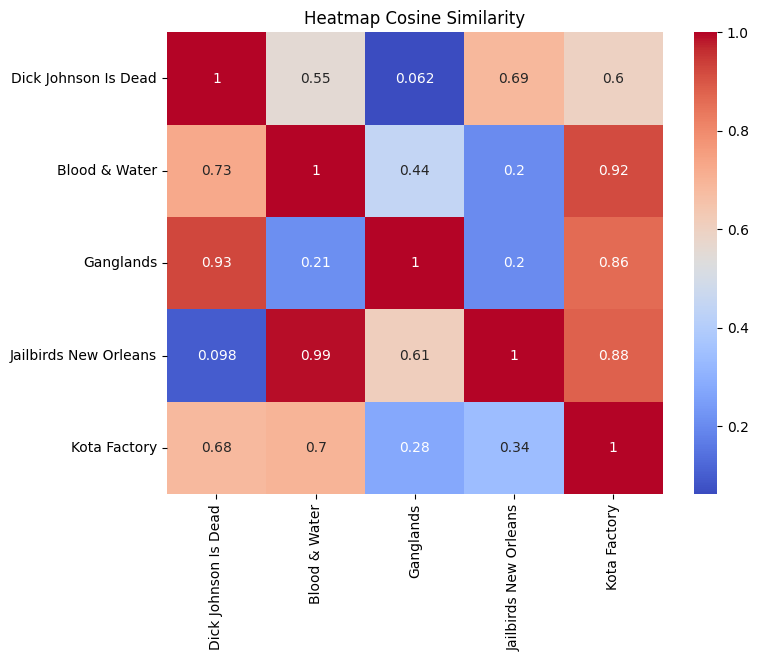 Heatmap Cosine Similarity
Dick Johnson Is Dead 1 0.55 0.062 0.69 0.6
Blood & Water 0.73 1 0.44 0.2 0.92
Ganglands 0.93 0.21 1 0.2 0.86
Jailbirds New Orleans 0.098 0.99 0.61 1 0.88
Kota Factory 0.68 0.7 0.28 0.34 1
Dick Johnson Is Dead
Blood & Water
Ganglands
Jailbirds New Orleans
Kota Factory
1.0
0.8
0.6
0.4
0.2